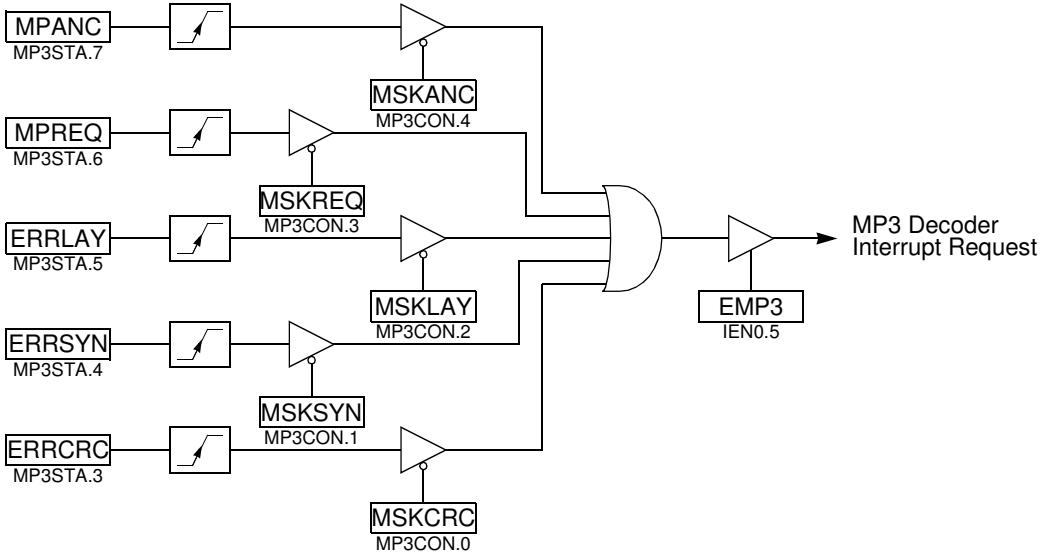 MPANC
MP3STA.7
MSKANC
MP3CON.4
MPREQ
MP3STA.6
MSKREQ
MP3CON.3
ERRLAY
MP3STA.5
MSKLAY
MP3CON.2
ERRSYN
MP3STA.4
MSKSYN
MP3CON.1
ERRCRC
MP3STA.3
MSKCRC
MP3CON.0
EMP3
IEN0.5
MP3 Decoder
Interrupt Request